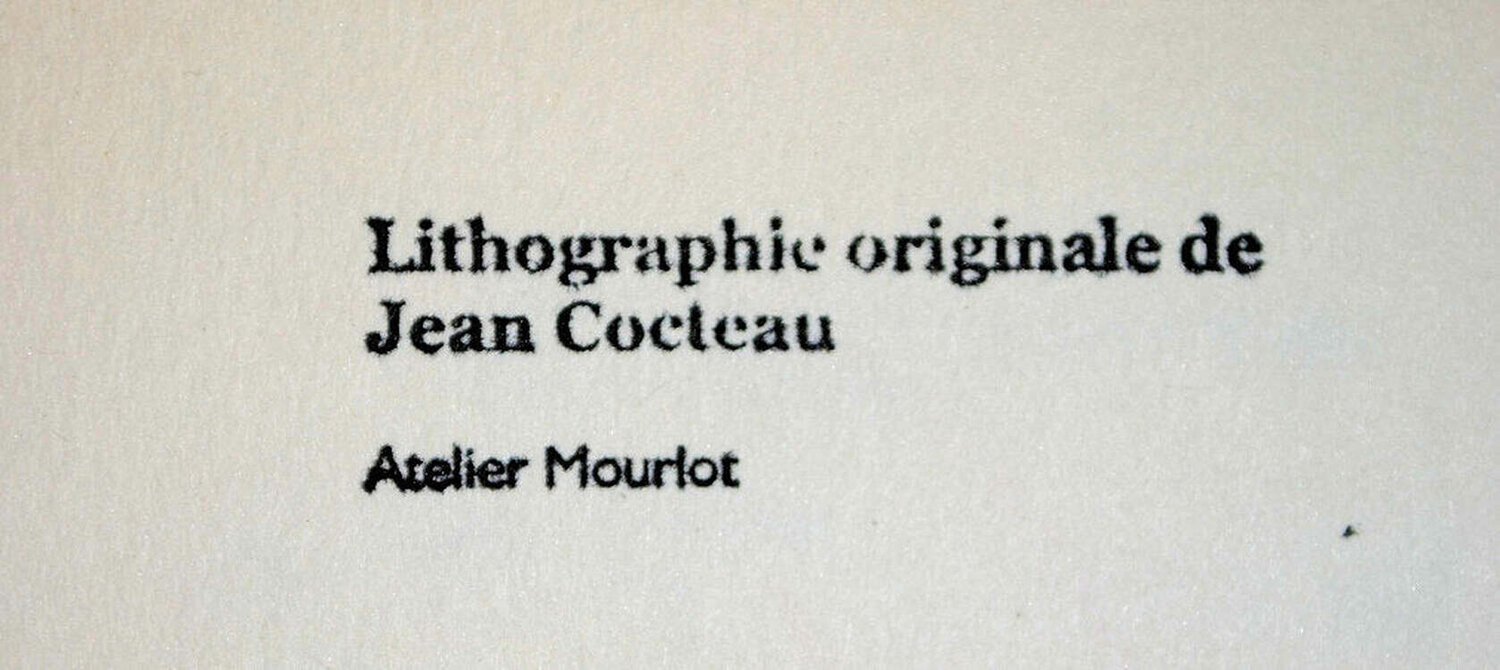 Lithographie originale de
Jean Cocteau
Atelier Mourlot